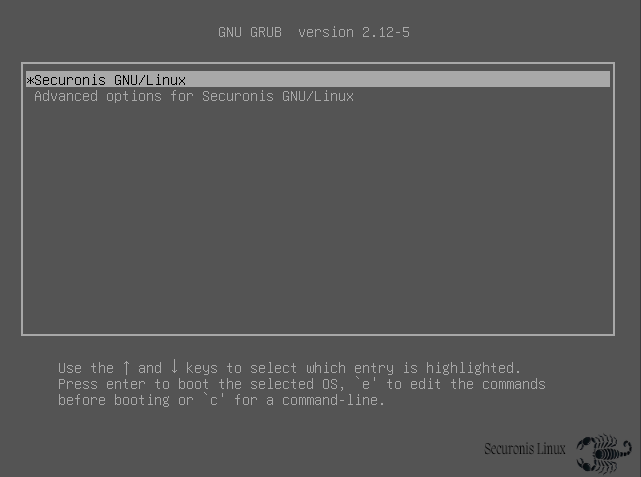 GNU GRUB version 2.12-5
*Securonis GNU/Linux
Advanced options for Securonis GNU/Linux
Use the ↑ and ↓ keys to select which entry is highlighted.
Press enter to boot the selected OS, `e' to edit the commands
before booting or `c' for a command-line.
Securonis Linux